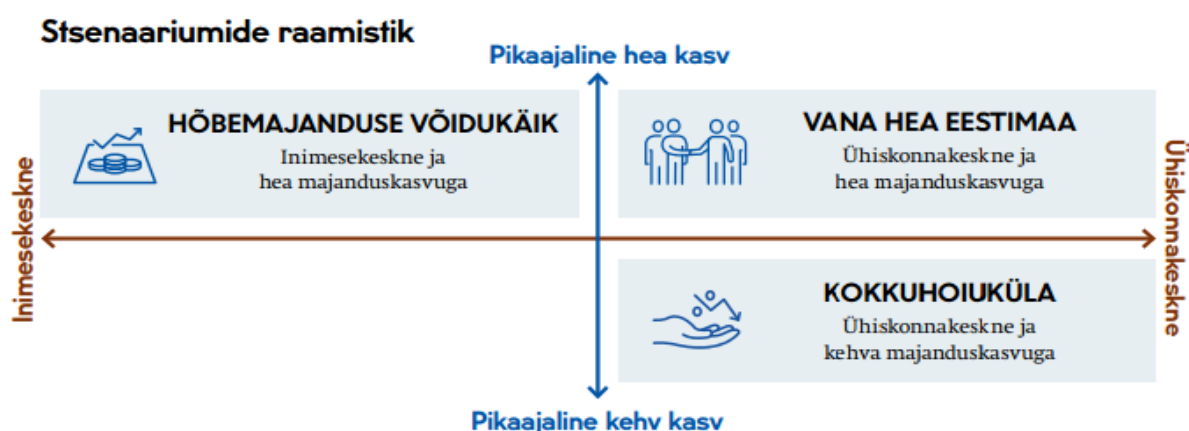 Stsenaariumide raamistik
Pikaajaline hea kasv
HÕBEMAJANDUSE VÕIDUKÄIK
Inimesekeskne ja
hea majanduskasvuga
VANA HEA EESTIMAA
Ühiskonnakeskne ja
hea majanduskasvuga
Inimesekeskne
Ühiskonnakeskne
KOKKUHOIUKÜLA
Ühiskonnakeskne ja
kehva majanduskasvuga
Pikaajaline kehv kasv